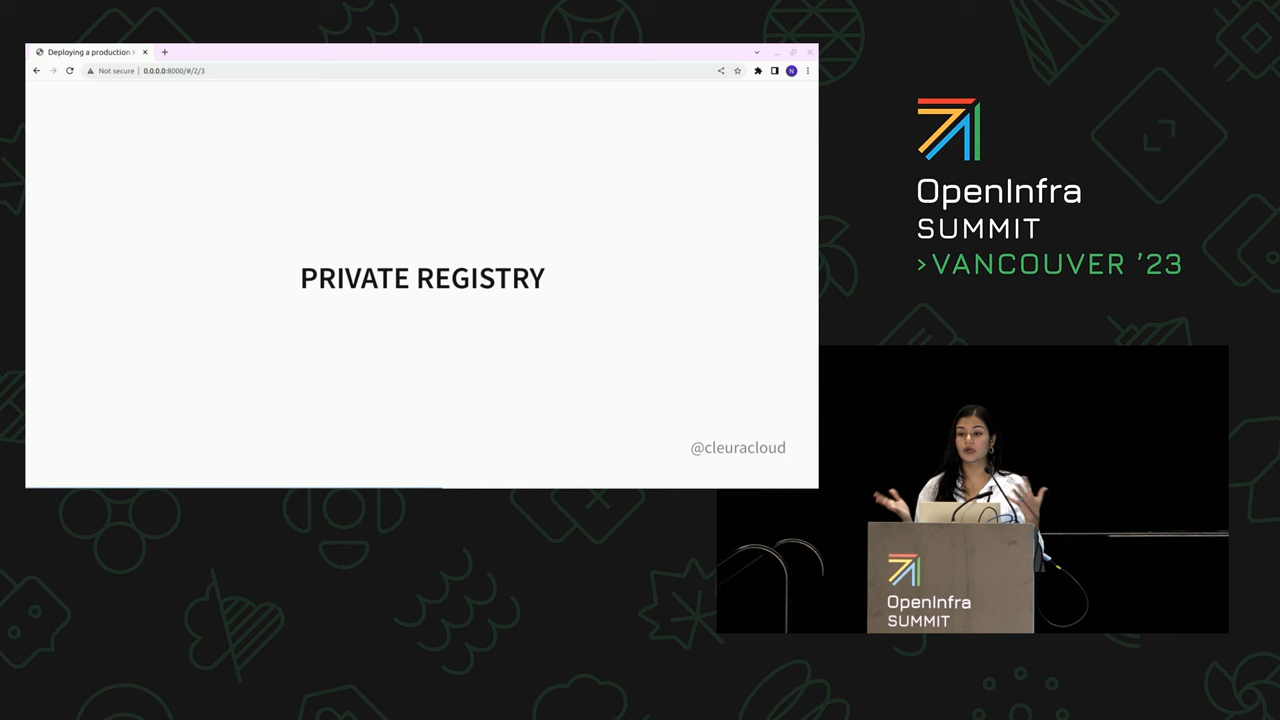 Deploying a production
Not secure
0.0.0.0:8000/#/2/3
N
PRIVATE REGISTRY
@cleuracloud
OpenInfra
SUMMIT
>VANCOUVER ’23
OpenInfra
SUMMIT